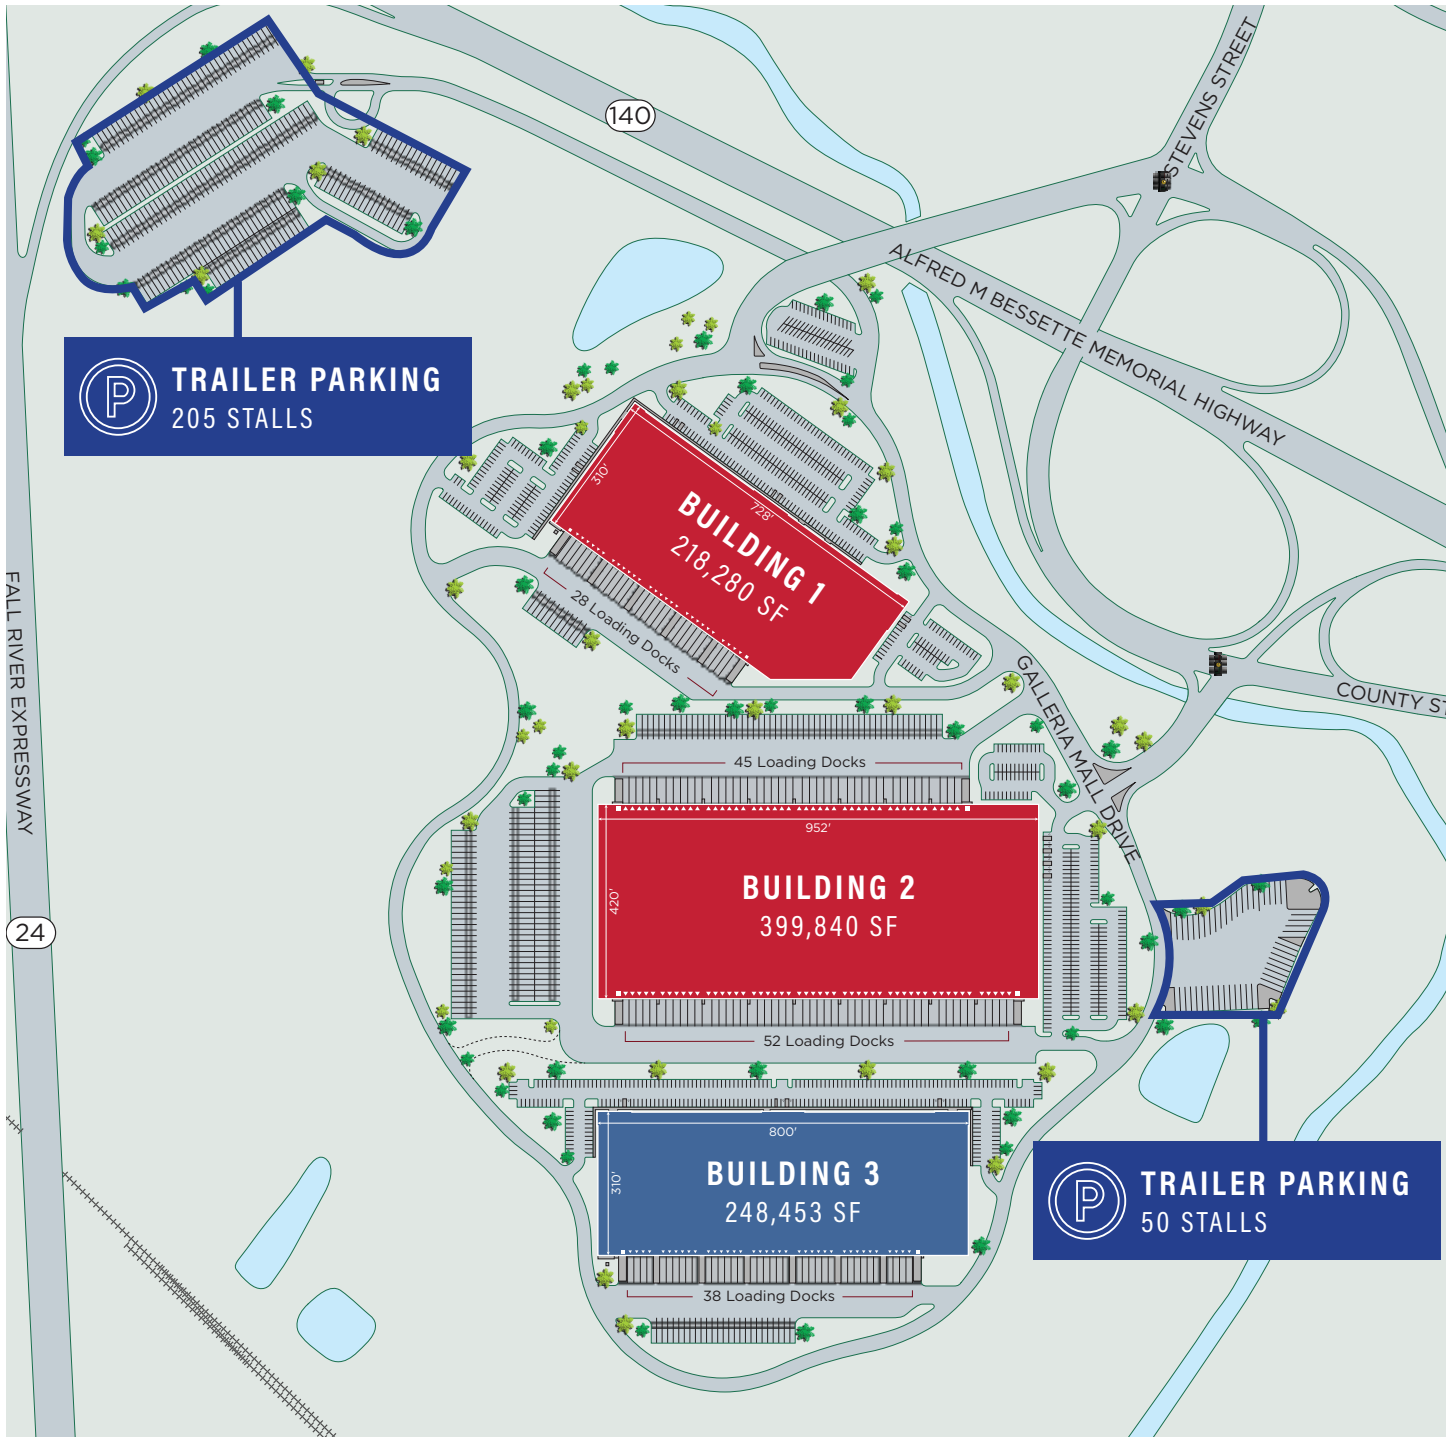 STEVENS STREET
140
ALFRED M BESSETTE MEMORIAL HIGHWAY
P
TRAILER PARKING
205 STALLS
310'
728'
BUILDING 1
218,280 SF
28 Loading Docks
FALL RIVER EXPRESSWAY
GALLERIA MALL DRIVE
COUNTY ST
45 Loading Docks
952'
420'
BUILDING 2
399,840 SF
24
52 Loading Docks
800'
310'
BUILDING 3
248,453 SF
P
TRAILER PARKING
50 STALLS
38 Loading Docks